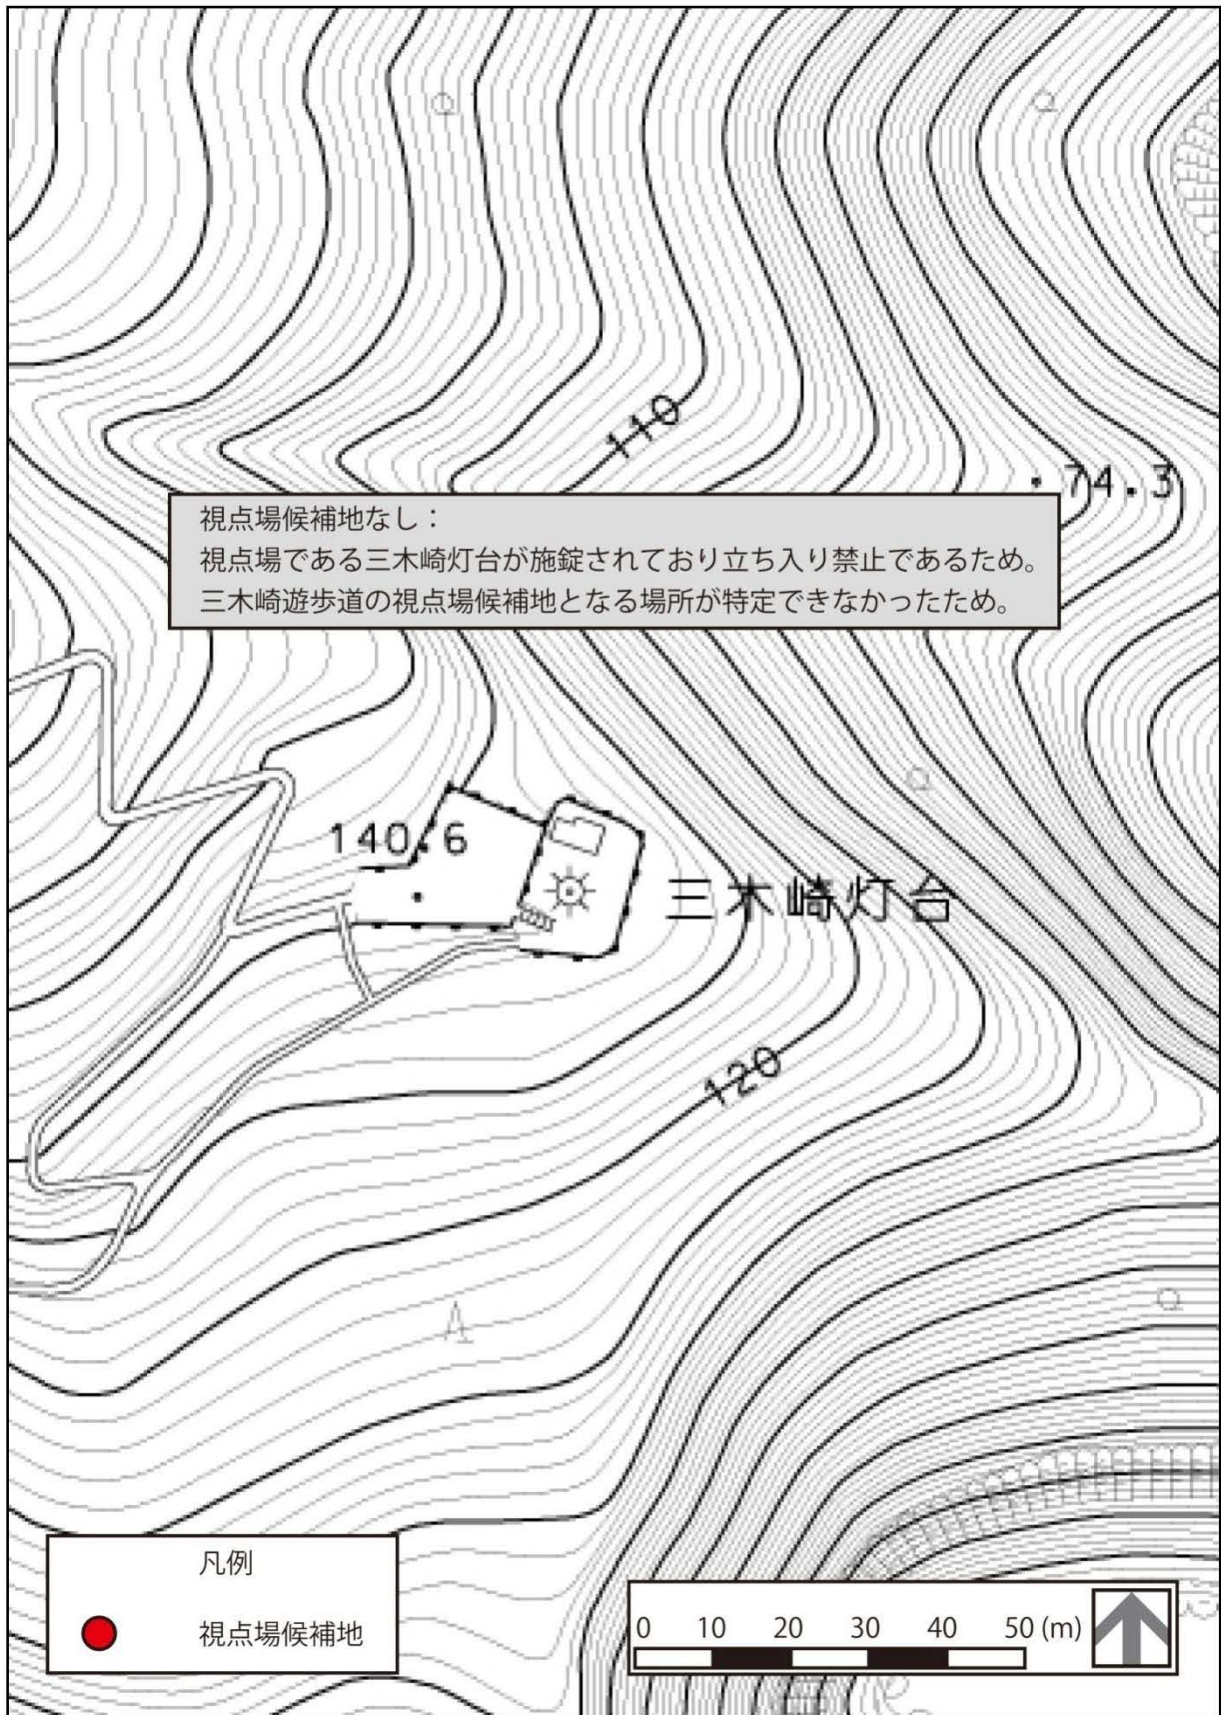 110
74.3
視点場候補地なし：
視点場である三木崎灯台が施錠されており立ち入り禁止であるため。
三木崎遊歩道の視点場候補地となる場所が特定できなかったため。
140.6
三木崎灯台
120
凡例
視点場候補地
0 10 20 30 40 50 (m)